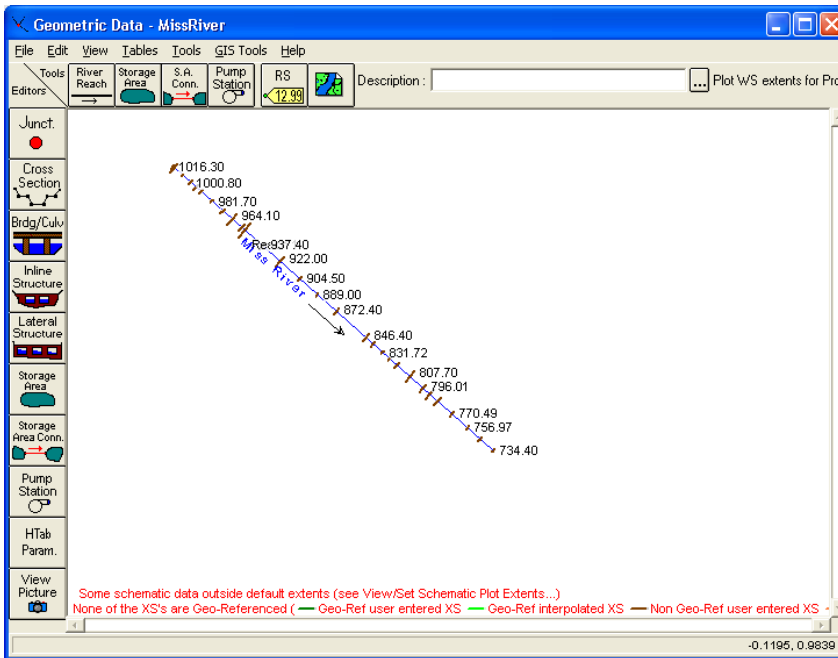 Geometric Data - MissRiver
File Edit View Tables Tools GIS Tools Help
Tools
Editors
River Reach
Storage Area
S.A. Conn.
Pump Station
RS
12.99
Description :
...
Plot WS extents for Pro
Junct.
Cross Section
Brdg/Culv
Inline Structure
Lateral Structure
Storage Area
Storage Area Conn.
Pump Station
HTab Param.
View Picture
1016.30
1000.80
981.70
964.10
937.40
922.00
Miss River
904.50
889.00
872.40
846.40
831.72
807.70
796.01
770.49
756.97
734.40
Some schematic data outside default extents (see View/Set Schematic Plot Extents...)
None of the XS's are Geo-Referenced ( Geo-Ref user entered XS Geo-Ref interpolated XS Non Geo-Ref user entered XS
-0.1195, 0.9839